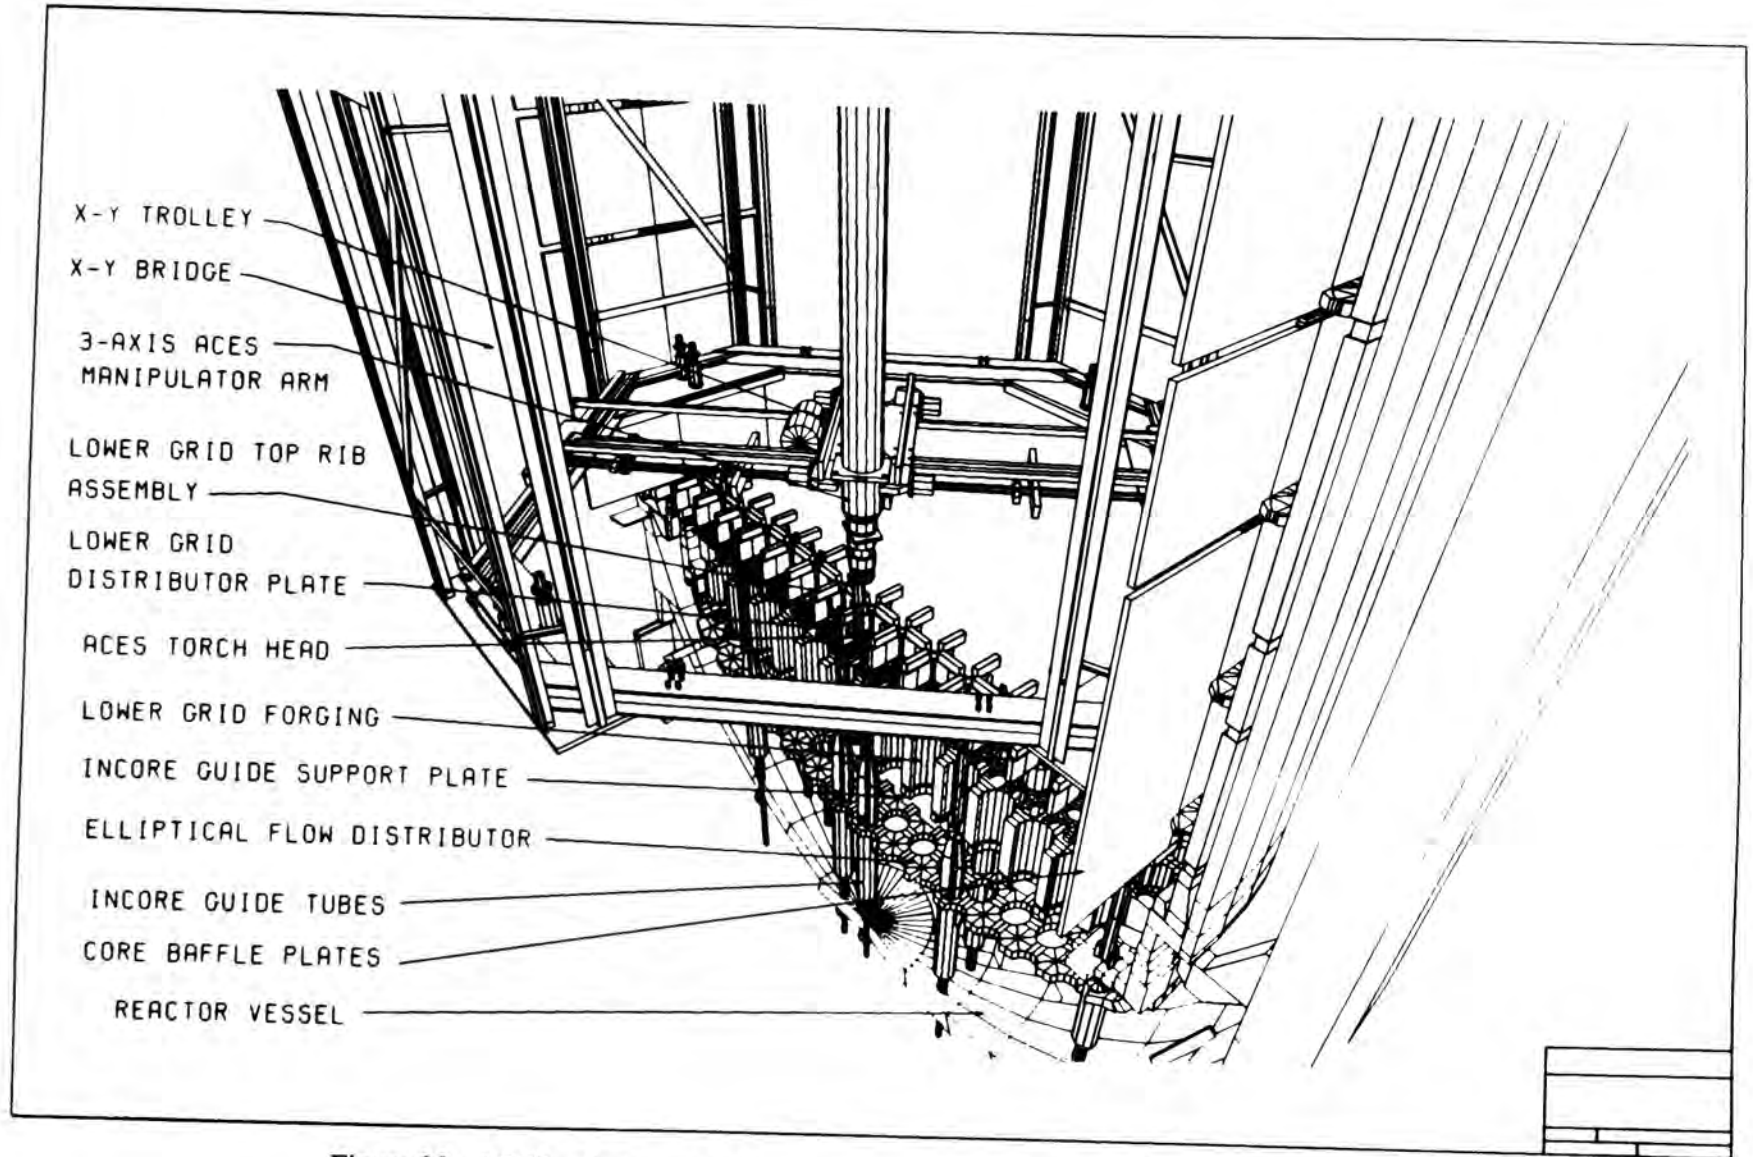 X-Y TROLLEY
X-Y BRIDGE
3-AXIS ACES
MANIPULATOR ARM
LOWER GRID TOP RIB
ASSEMBLY
LOWER GRID
DISTRIBUTOR PLATE
ACES TORCH HEAD
LOWER GRID FORGING
INCORE GUIDE SUPPORT PLATE
ELLIPTICAL FLOW DISTRIBUTOR
INCORE GUIDE TUBES
CORE BAFFLE PLATES
REACTOR VESSEL